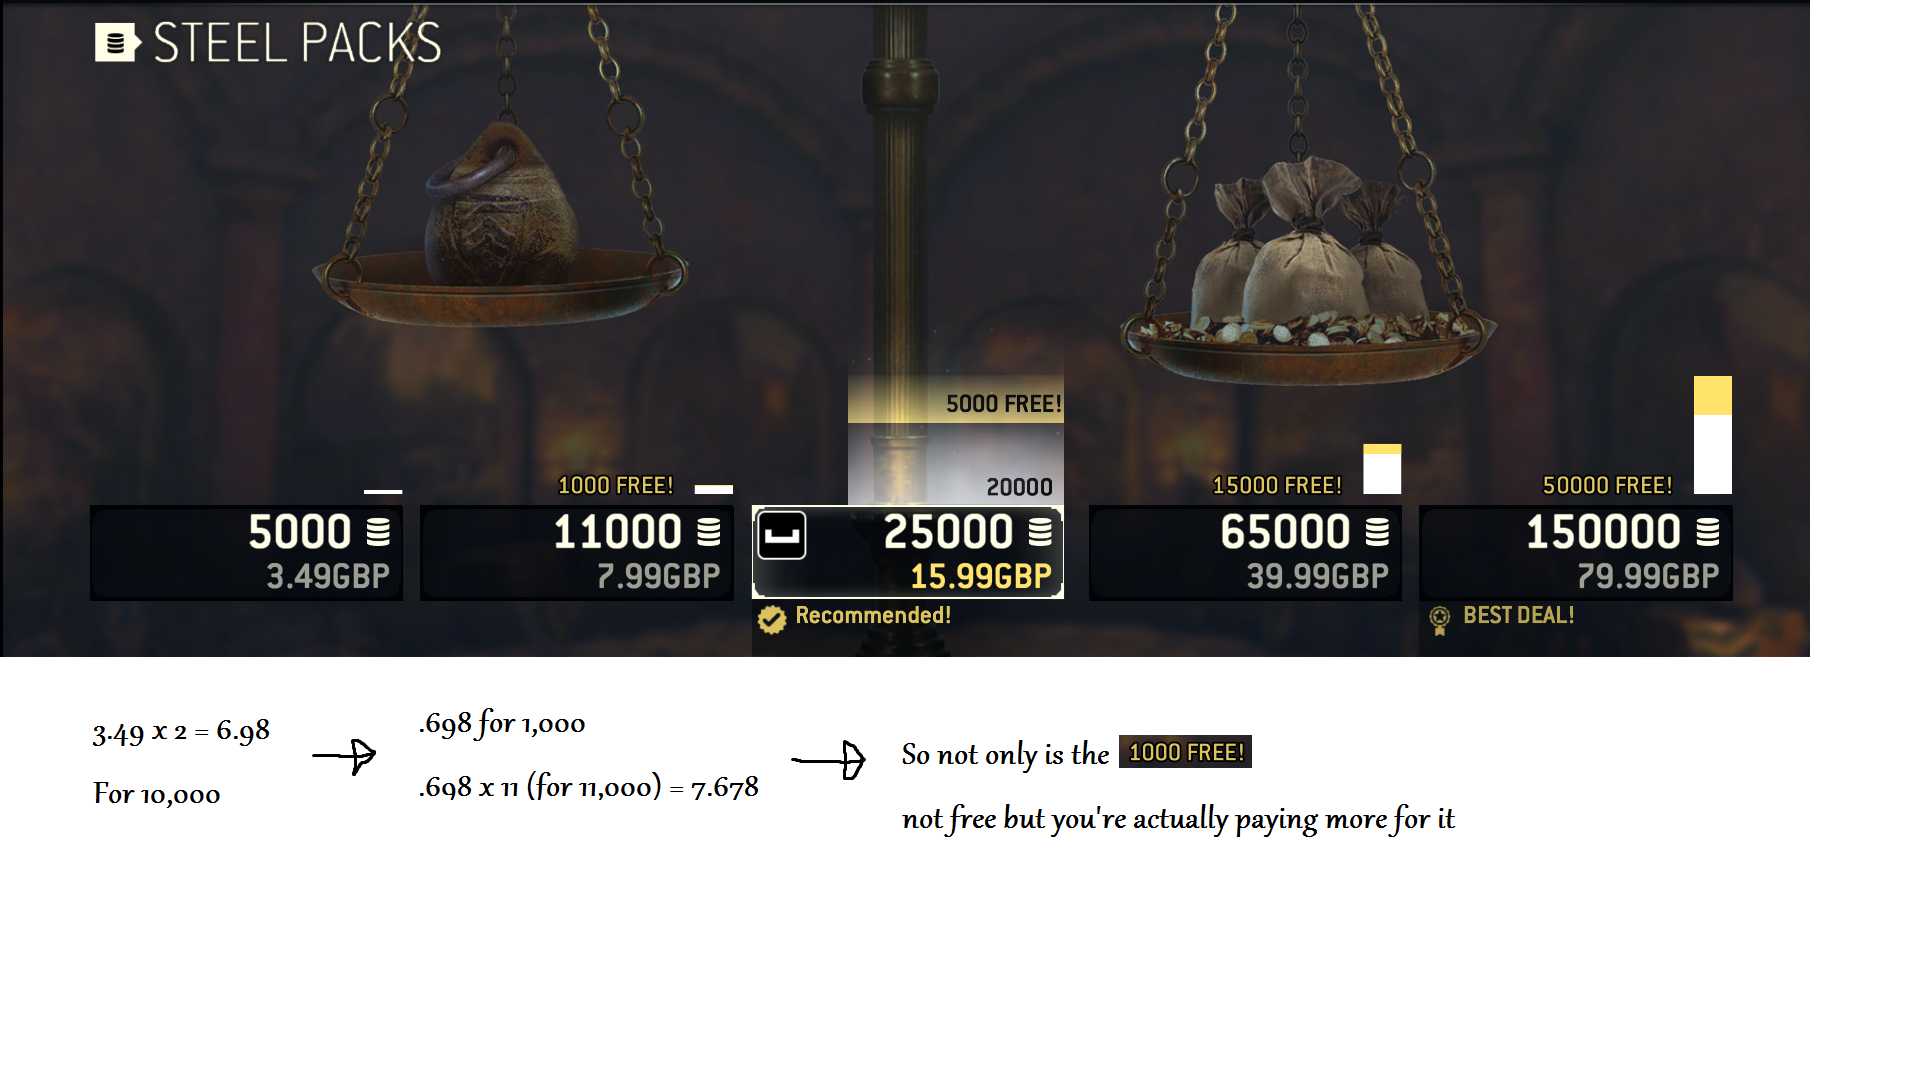 STEEL PACKS
5000 FREE!
20000
1000 FREE!
15000 FREE!
50000 FREE!
5000
3.49GBP
11000
7.99GBP
25000
15.99GBP
65000
39.99GBP
150000
79.99GBP
Recommended!
BEST DEAL!
3.49 x 2 = 6.98
For 10,000
.698 for 1,000
.698 x 11 (for 11,000) = 7.678
So not only is the 1000 FREE!
not free but you're actually paying more for it